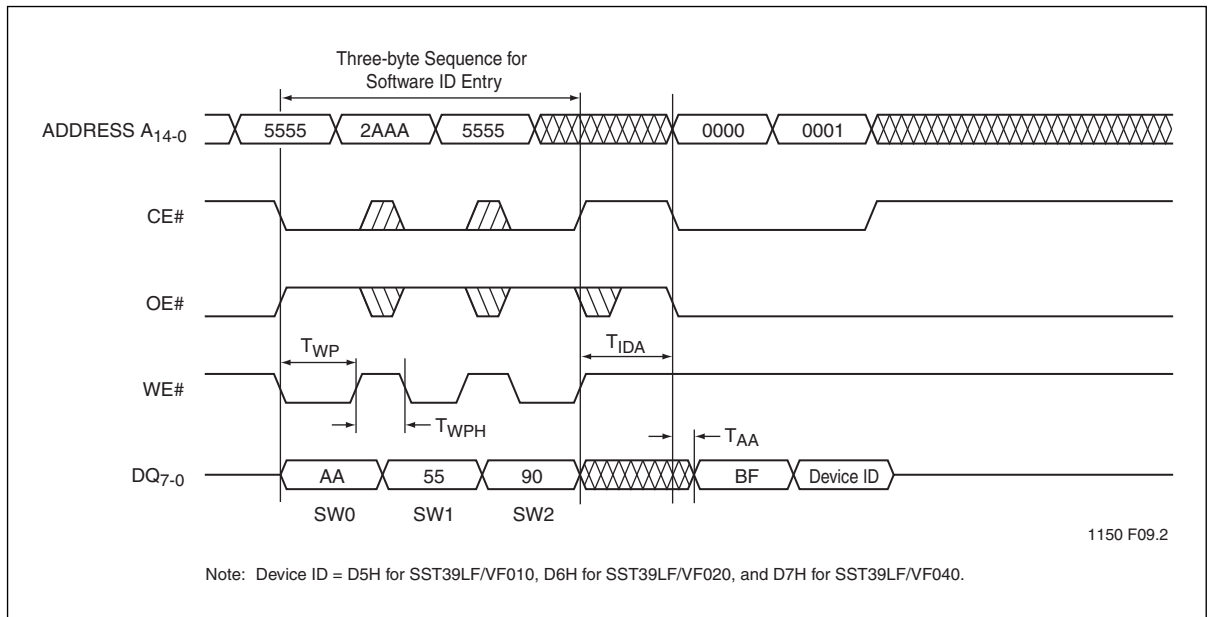 Three-byte Sequence for
Software ID Entry
ADDRESS A14-0
5555 2AAA 5555 0000 0001
CE#
OE#
TWP
TIDA
WE#
TWPH
TAA
DQ7-0
AA 55 90 BF Device ID
SW0 SW1 SW2
1150 F09.2
Note: Device ID = D5H for SST39LF/VF010, D6H for SST39LF/VF020, and D7H for SST39LF/VF040.